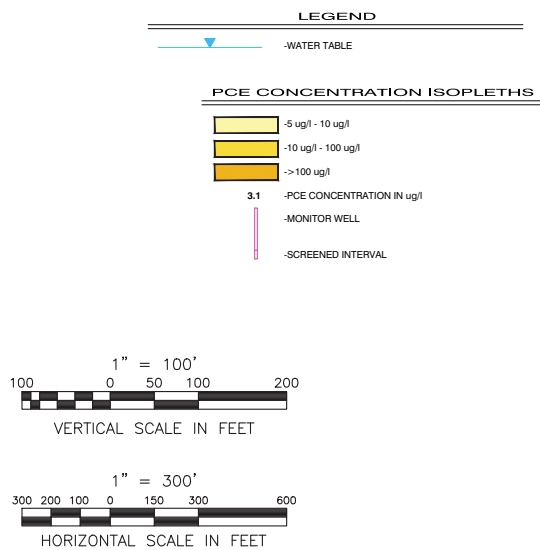 LEGEND
-WATER TABLE
PCE CONCENTRATION ISOPLETHS
-5 ug/l - 10 ug/l
-10 ug/l - 100 ug/l
->100 ug/l
3.1 -PCE CONCENTRATION IN ug/l
-MONITOR WELL
-SCREENED INTERVAL
1" = 100'
100 0 50 100 200
VERTICAL SCALE IN FEET
1" = 300'
300 200 100 0 150 300 600
HORIZONTAL SCALE IN FEET